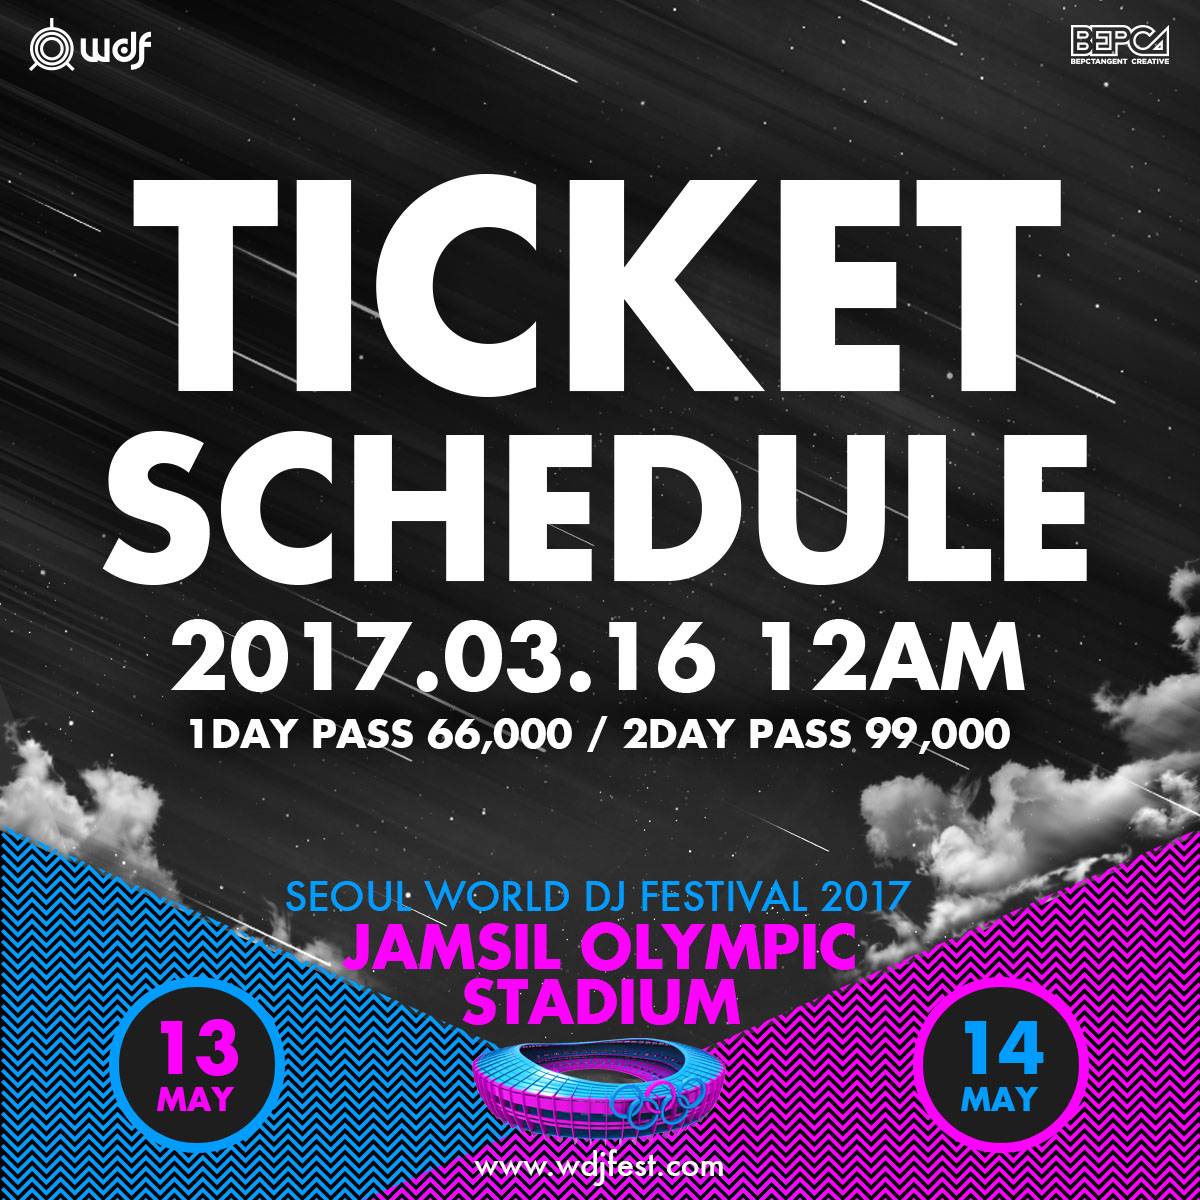 wdf
BEPCA
BEPCTANGENT CREATIVE
TICKET
SCHEDULE
2017.03.16 12AM
1DAY PASS 66,000 / 2DAY PASS 99,000
SEOUL WORLD DJ FESTIVAL 2017
JAMSIL OLYMPIC
STADIUM
13
MAY
14
MAY
www.wdjfest.com